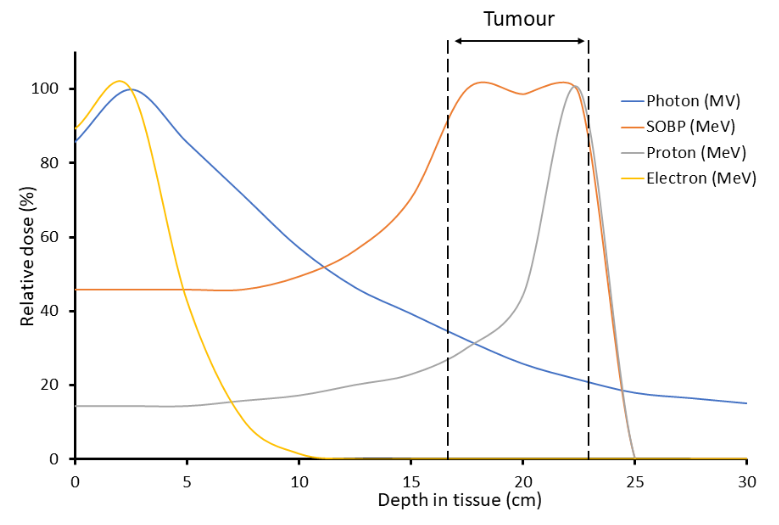 Tumour
100
80
60
40
20
0
Relative dose (%)
Photon (MV)
SOBP (MeV)
Proton (MeV)
Electron (MeV)
0 5 10 15 20 25 30
Depth in tissue (cm)